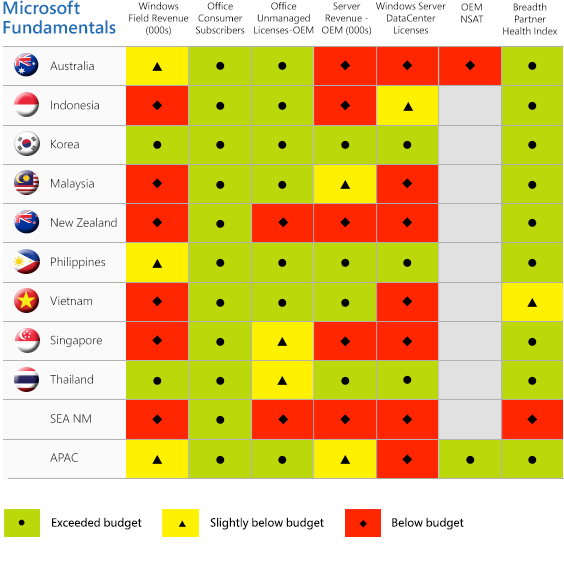 Microsoft
Fundamentals
Windows
Field Revenue
(000s)
Office
Consumer
Subscribers
Office
Unmanaged
Licenses-OEM
Server
Revenue -
OEM (000s)
Windows Server
DataCenter
Licenses
OEM
NSAT
Breadth
Partner
Health Index
Australia
Indonesia
Korea
Malaysia
New Zealand
Philippines
Vietnam
Singapore
Thailand
SEA NM
APAC
Exceeded budget
Slightly below budget
Below budget